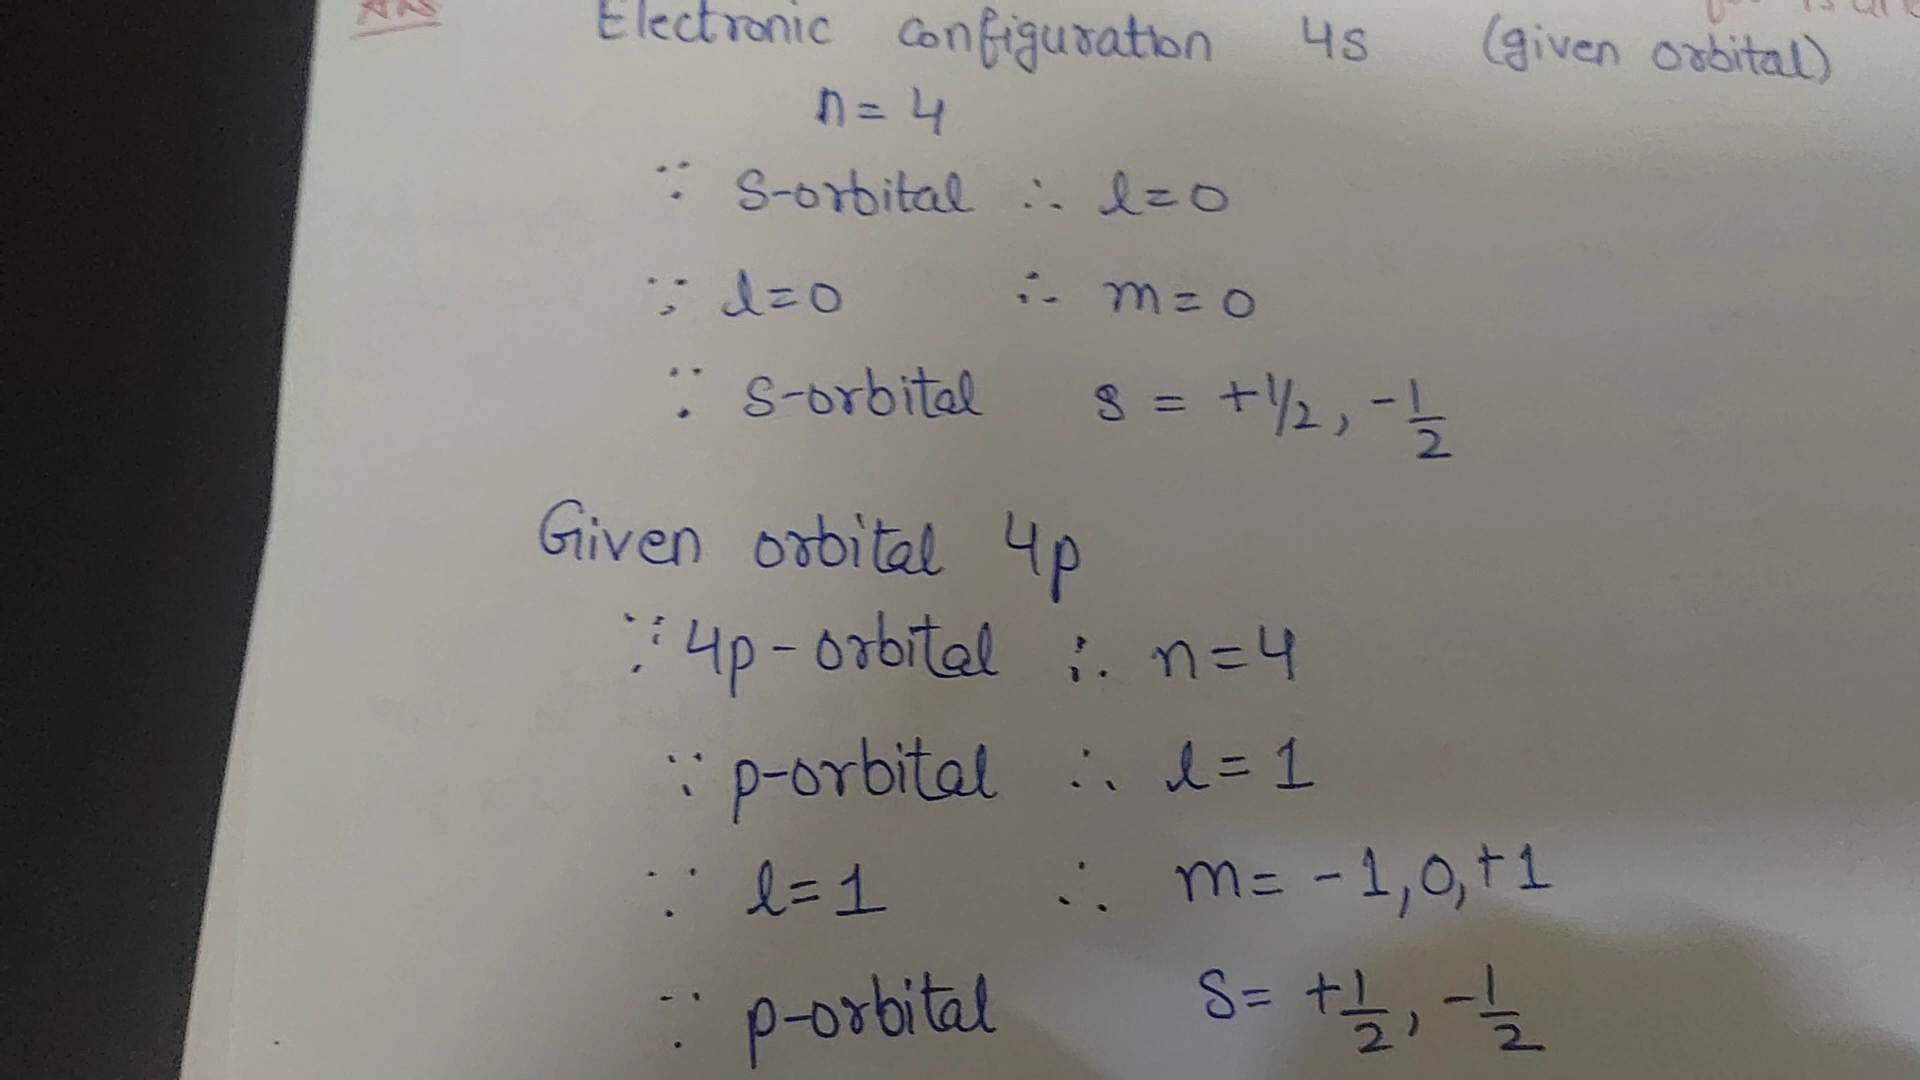 Ans
Electronic configuration 4s (given orbital)
n = 4
∵ S-orbital ∴ l=0
∵ l=0 ∴ m=0
∵ S-orbital s = +1/2, -1/2
Given orbital 4p
∵ 4p-orbital ∴ n=4
∵ p-orbital ∴ l=1
∵ l=1 ∴ m= -1,0,+1
∵ p-orbital S= +1/2, -1/2